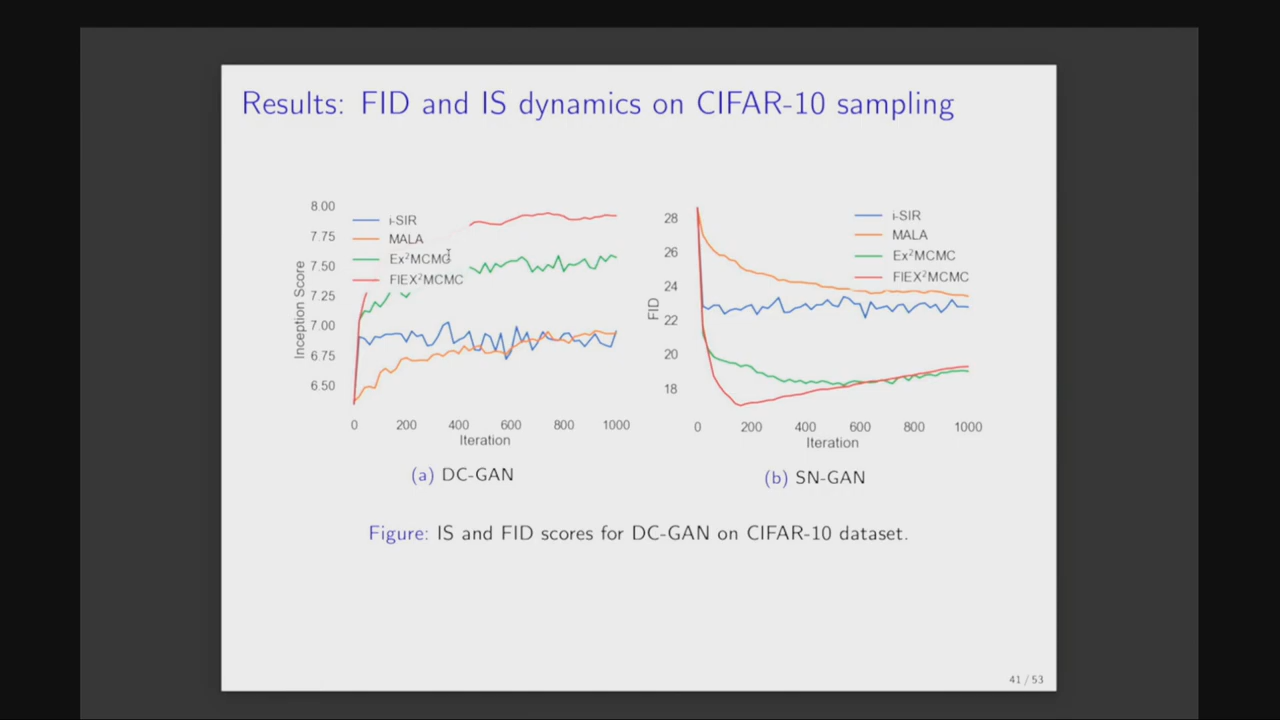 Results: FID and IS dynamics on CIFAR-10 sampling
8.00
7.75
7.50
7.25
7.00
6.75
6.50
Inception Score
i-SIR
MALA
Ex²MCMC
FlEX²MCMC
0 200 400 600 800 1000
Iteration
(a) DC-GAN
28
26
24
22
20
18
FID
i-SIR
MALA
Ex²MCMC
FlEX²MCMC
0 200 400 600 800 1000
Iteration
(b) SN-GAN
Figure: IS and FID scores for DC-GAN on CIFAR-10 dataset.
41 / 53